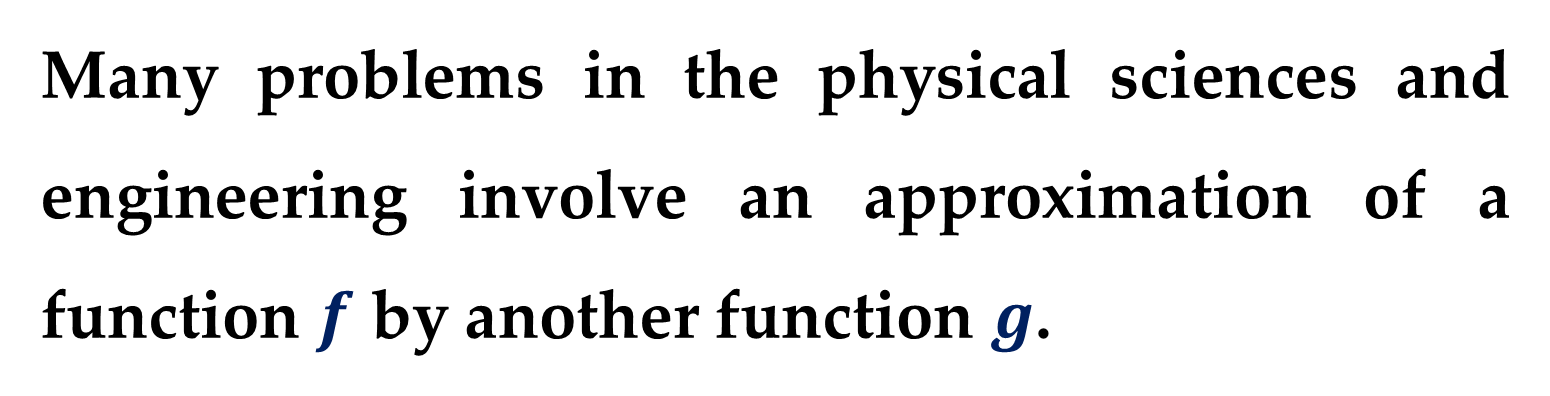 Many problems in the physical sciences and
engineering involve an approximation of a
function f by another function g.